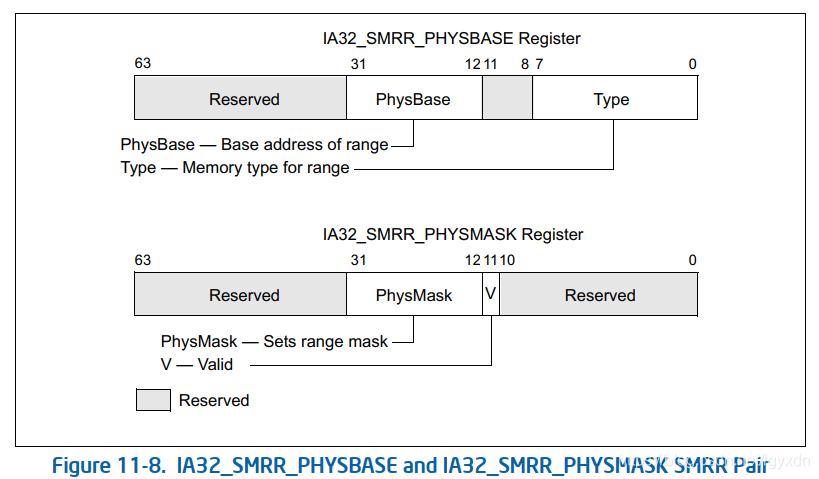 IA32_SMRR_PHYSBASE Register
63 31 12 11 8 7 0
Reserved PhysBase Type
PhysBase — Base address of range
Type — Memory type for range
IA32_SMRR_PHYSMASK Register
63 31 12 11 10 0
Reserved PhysMask V Reserved
PhysMask — Sets range mask
V — Valid
Reserved
Figure 11-8. IA32_SMRR_PHYSBASE and IA32_SMRR_PHYSMASK SMRR Pair